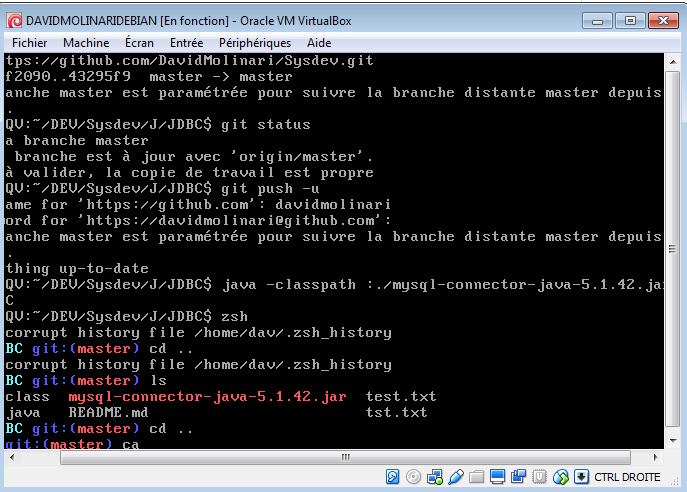 DAVIDMOLINARIDEBIAN [En fonction] - Oracle VM VirtualBox
Fichier Machine Écran Entrée Périphériques Aide
tps://github.com/DavidMolinari/Sysdev.git
f2090..43295f9 master -> master
anche master est paramétrée pour suivre la branche distante master depuis
.
QV:~/DEV/Sysdev/J/JDBC$ git status
a branche master
branche est à jour avec 'origin/master'.
à valider, la copie de travail est propre
QV:~/DEV/Sysdev/J/JDBC$ git push -u
ame for 'https://github.com': davidmolinari
ord for 'https://davidmolinari@github.com':
anche master est paramétrée pour suivre la branche distante master depuis
.
thing up-to-date
QV:~/DEV/Sysdev/J/JDBC$ java -classpath :./mysql-connector-java-5.1.42.ja
C
QV:~/DEV/Sysdev/J/JDBC$ zsh
corrupt history file /home/dav/.zsh_history
BC git:(master) cd ..
corrupt history file /home/dav/.zsh_history
BC git:(master) ls
class mysql-connector-java-5.1.42.jar test.txt
java README.md tst.txt
BC git:(master) cd ..
git:(master) ca
CTRL DROITE